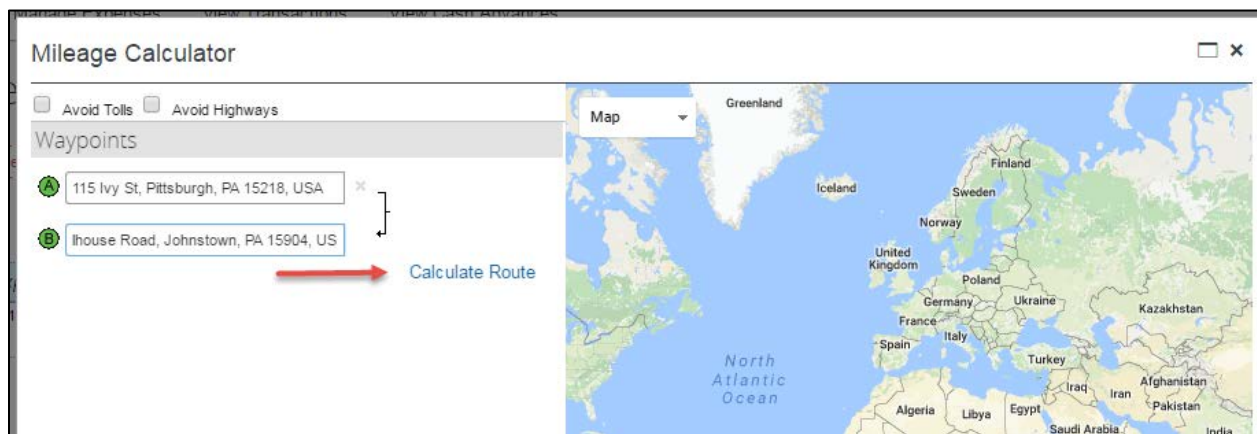 Manage Expenses View Transactions View Cash Advances
Mileage Calculator
Avoid Tolls Avoid Highways
Waypoints
A 115 Ivy St, Pittsburgh, PA 15218, USA
B lhouse Road, Johnstown, PA 15904, US
Calculate Route
Map
Greenland
Iceland
Finland
Sweden
Norway
United
Kingdom
Poland
Germany
Ukraine
Kazakhstan
France
Italy
Spain
Turkey
North
Atlantic
Ocean
Iraq
Iran
Afghanistan
Pakistan
Algeria
Libya
Egypt
Saudi Arabia
India